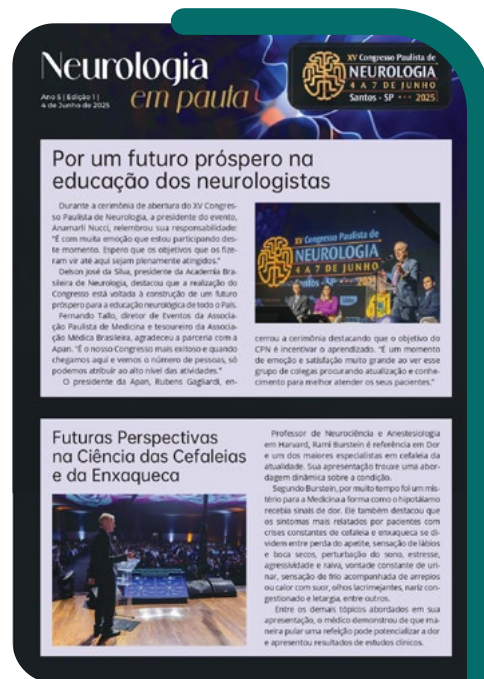 Neurologia
em pauta
Ano 5 | Edição 1 |
4 de Junho de 2025
XV Congresso Paulista de
NEUROLOGIA
4 A 7 DE JUNHO
Santos - SP ••• 2025
Por um futuro próspero na
educação dos neurologistas
Durante a cerimônia de abertura do XV Congres-
so Paulista de Neurologia, a presidente do evento,
Anamarli Nucci, relembrou sua responsabilidade:
"É com muita emoção que estou participando des-
te momento. Espero que os objetivos que os fize-
ram vir até aqui sejam plenamente atingidos."
Delson José da Silva, presidente da Academia Bra-
sileira de Neurologia, destacou que a realização do
Congresso está voltada à construção de um futuro
próspero para a educação neurológica de todo o País.
Fernando Tallo, diretor de Eventos da Associa-
ção Paulista de Medicina e tesoureiro da Associa-
ção Médica Brasileira, agradeceu a parceria com a
Apan. "É o nosso Congresso mais exitoso e quando
chegamos aqui e vemos o número de pessoas, só
podemos atribuir ao alto nível das atividades."
O presidente da Apan, Rubens Gagliardi, en-
XV Congresso Paulista de
NEUROLOGIA
4 A 7 DE JUNHO
cerrou a cerimônia destacando que o objetivo do
CPN é incentivar o aprendizado. "É um momento
de emoção e satisfação muito grande ao ver esse
grupo de colegas procurando atualização e conhe-
cimento para melhor atender os seus pacientes."
Futuras Perspectivas
na Ciência das Cefaleias
e da Enxaqueca
Professor de Neurociência e Anestesiologia
em Harvard, Rami Burstein é referência em Dor
e um dos maiores especialistas em cefaleia da
atualidade. Sua apresentação trouxe uma abor-
dagem dinâmica sobre a condição.
Segundo Burstein, por muito tempo foi um mis-
tério para a Medicina a forma como o hipotálamo
recebia sinais de dor. Ele também destacou que
os sintomas mais relatados por pacientes com
crises constantes de cefaleia e enxaqueca se di-
videm entre perda do apetite, sensação de lábios
e boca secos, perturbação do sono, estresse,
agressividade e raiva, vontade constante de uri-
nar, sensação de frio acompanhada de arrepios
ou calor com suor, olhos lacrimejantes, nariz con-
gestionado e letargia, entre outros.
Entre os demais tópicos abordados em sua
apresentação, o médico demonstrou de que ma-
neira pular uma refeição pode potencializar a dor
e apresentou resultados de estudos clínicos.